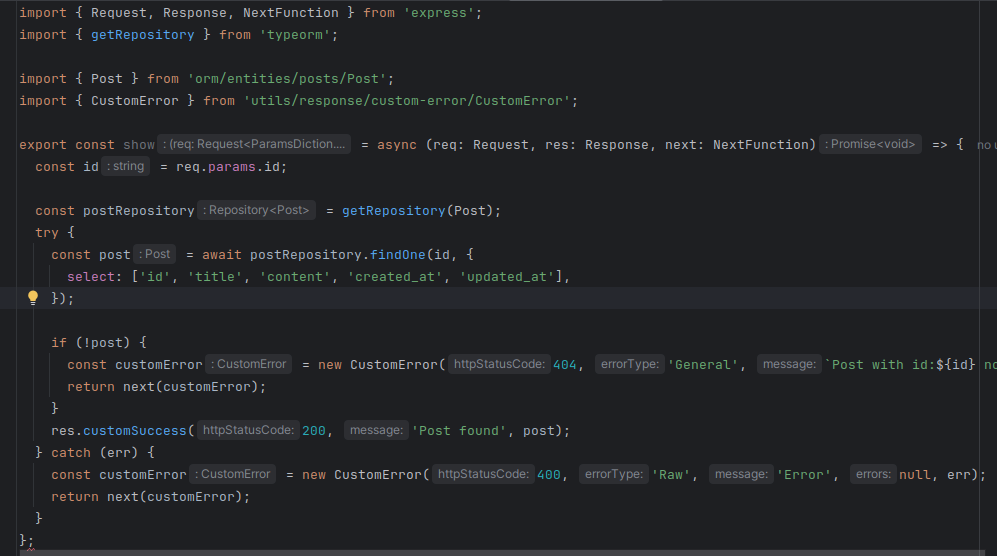 import { Request, Response, NextFunction } from 'express';
import { getRepository } from 'typeorm';
import { Post } from 'orm/entities/posts/Post';
import { CustomError } from 'utils/response/custom-error/CustomError';
export const show : (req: Request<ParamsDiction.... = async (req: Request, res: Response, next: NextFunction) : Promise<void> => { no u
const id : string = req.params.id;
const postRepository : Repository<Post> = getRepository(Post);
try {
const post : Post = await postRepository.findOne(id, {
select: ['id', 'title', 'content', 'created_at', 'updated_at'],
});
if (!post) {
const customError : CustomError = new CustomError( httpStatusCode: 404, errorType: 'General', message: `Post with id:${id} no
return next(customError);
}
res.customSuccess( httpStatusCode: 200, message: 'Post found', post);
} catch (err) {
const customError : CustomError = new CustomError( httpStatusCode: 400, errorType: 'Raw', message: 'Error', errors: null, err);
return next(customError);
}
};